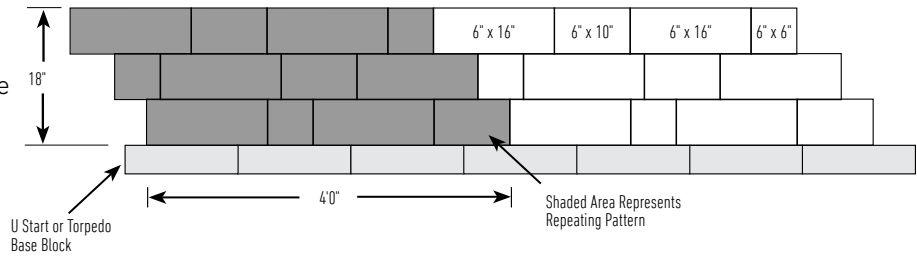 6" x 16"
6" x 10"
6" x 16"
6" x 6"
e
18"
4'0"
Shaded Area Represents
Repeating Pattern
U Start or Torpedo
Base Block